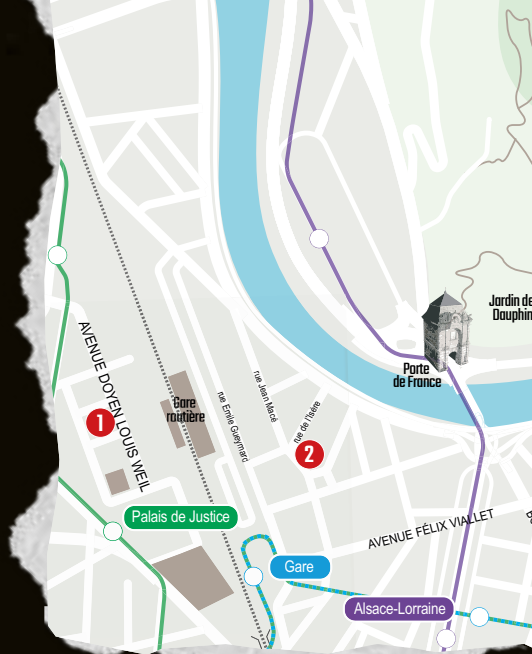 Jardin de
Dauphin
Porte
de France
AVENUE DOYEN LOUIS WEIL
Gare
routière
rue Jean Macé
rue Emile Gueymard
rue de l'Isère
1
2
Palais de Justice
AVENUE FÉLIX VIALLET
Gare
Alsace-Lorraine